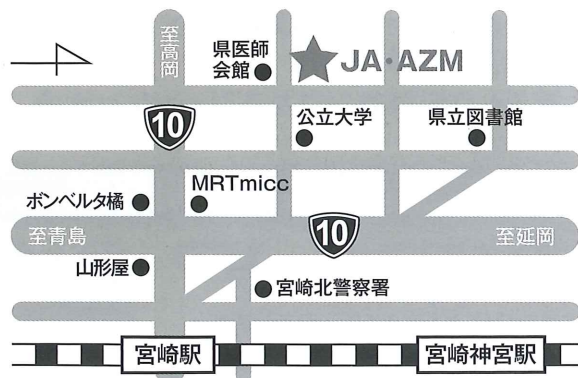 至高岡
県医師
会館
JA・AZM
10
公立大学
県立図書館
ボンベルタ橘
MRTmicc
至青島
10
至延岡
山形屋
宮崎北警察署
宮崎駅
宮崎神宮駅